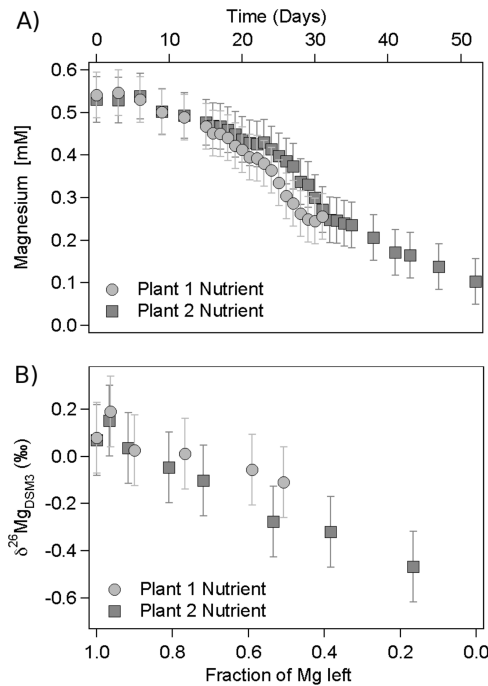 A)
Time (Days)
0 10 20 30 40 50
0.6
0.5
0.4
0.3
0.2
0.1
0.0
Magnesium [mM]
Plant 1 Nutrient
Plant 2 Nutrient
B)
0.2
0.0
-0.2
-0.4
-0.6
δ²⁶Mg_DSM3 (‰)
Plant 1 Nutrient
Plant 2 Nutrient
1.0 0.8 0.6 0.4 0.2 0.0
Fraction of Mg left